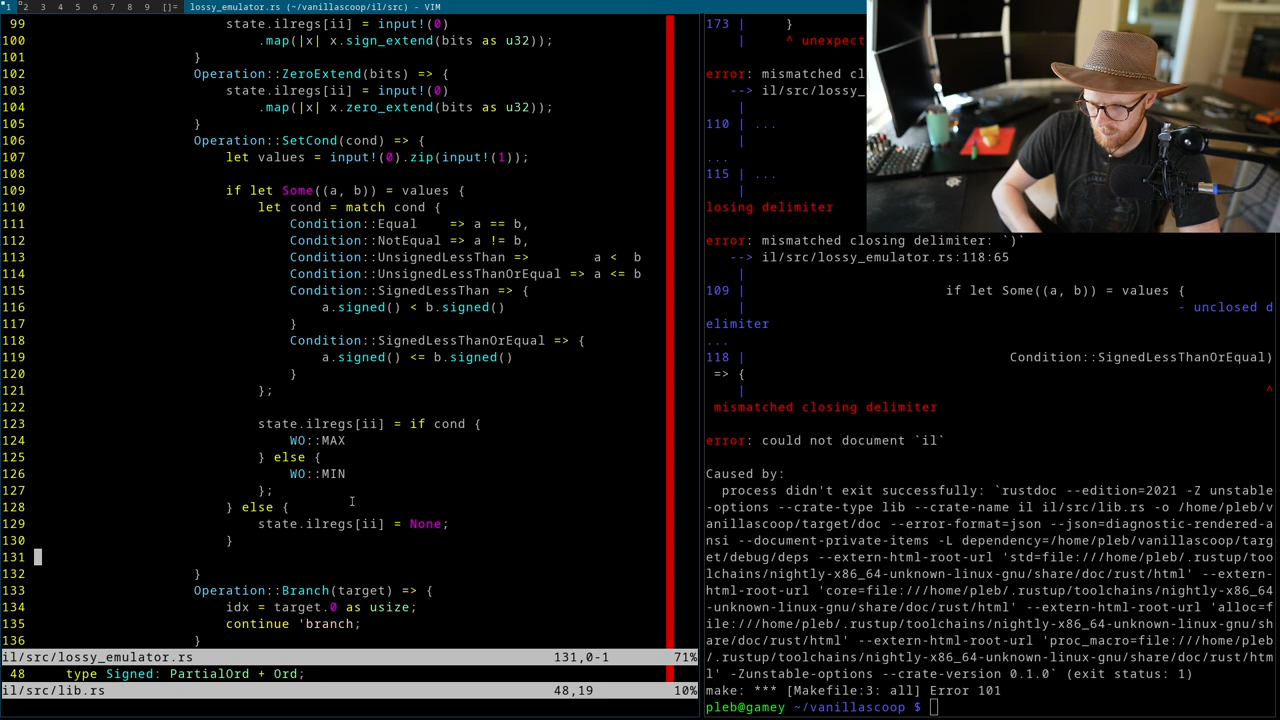 1 2 3 4 5 6 7 8 9 []= lossy_emulator.rs (~/vanillascoop/il/src) - VIM
99 state.ilregs[ii] = input!(0)
100 .map(|x| x.sign_extend(bits as u32));
101 }
102 Operation::ZeroExtend(bits) => {
103 state.ilregs[ii] = input!(0)
104 .map(|x| x.zero_extend(bits as u32));
105 }
106 Operation::SetCond(cond) => {
107 let values = input!(0).zip(input!(1));
108
109 if let Some((a, b)) = values {
110 let cond = match cond {
111 Condition::Equal => a == b,
112 Condition::NotEqual => a != b,
113 Condition::UnsignedLessThan => a < b
114 Condition::UnsignedLessThanOrEqual => a <= b
115 Condition::SignedLessThan => {
116 a.signed() < b.signed()
117 }
118 Condition::SignedLessThanOrEqual => {
119 a.signed() <= b.signed()
120 }
121 };
122
123 state.ilregs[ii] = if cond {
124 WO::MAX
125 } else {
126 WO::MIN
127 };
128 } else {
129 state.ilregs[ii] = None;
130 }
131
132 }
133 Operation::Branch(target) => {
134 idx = target.0 as usize;
135 continue 'branch;
136 }
il/src/lossy_emulator.rs 131,0-1 71%
48 type Signed: PartialOrd + Ord;
il/src/lib.rs 48,19 10%
173 | }
| ^ unexpect
error: mismatched cl
--> il/src/lossy_
|
110 | ...
...
115 | ...
|
losing delimiter
error: mismatched closing delimiter: `)`
--> il/src/lossy_emulator.rs:118:65
|
109 | if let Some((a, b)) = values {
| - unclosed d
elimiter
...
118 | Condition::SignedLessThanOrEqual)
=> {
| ^
mismatched closing delimiter
error: could not document `il`
Caused by:
process didn't exit successfully: `rustdoc --edition=2021 -Z unstable
-options --crate-type lib --crate-name il il/src/lib.rs -o /home/pleb/v
anillascoop/target/doc --error-format=json --json=diagnostic-rendered-a
nsi --document-private-items -L dependency=/home/pleb/vanillascoop/targ
et/debug/deps --extern-html-root-url 'std=file:///home/pleb/.rustup/too
lchains/nightly-x86_64-unknown-linux-gnu/share/doc/rust/html' --extern-
html-root-url 'core=file:///home/pleb/.rustup/toolchains/nightly-x86_64
-unknown-linux-gnu/share/doc/rust/html' --extern-html-root-url 'alloc=f
ile:///home/pleb/.rustup/toolchains/nightly-x86_64-unknown-linux-gnu/sh
are/doc/rust/html' --extern-html-root-url 'proc_macro=file:///home/pleb
/.rustup/toolchains/nightly-x86_64-unknown-linux-gnu/share/doc/rust/htm
l' -Zunstable-options --crate-version 0.1.0` (exit status: 1)
make: *** [Makefile:3: all] Error 101
pleb@gamey ~/vanillascoop $